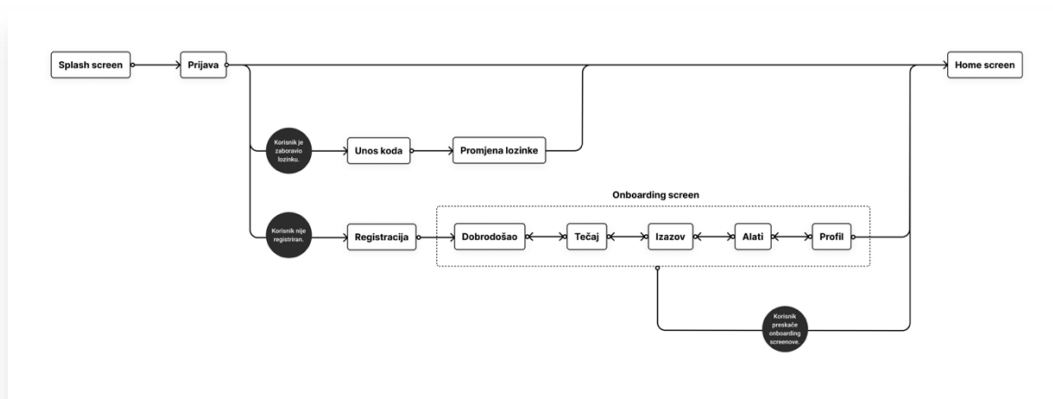 Splash screen
Prijava
Home screen
Korisnik je
zaboravio
lozinku.
Unos koda
Promjena lozinke
Onboarding screen
Korisnik nije
registriran.
Registracija
Dobrodošao
Tečaj
Izazov
Alati
Profil
Korisnik
preskače
onboarding
screenove.